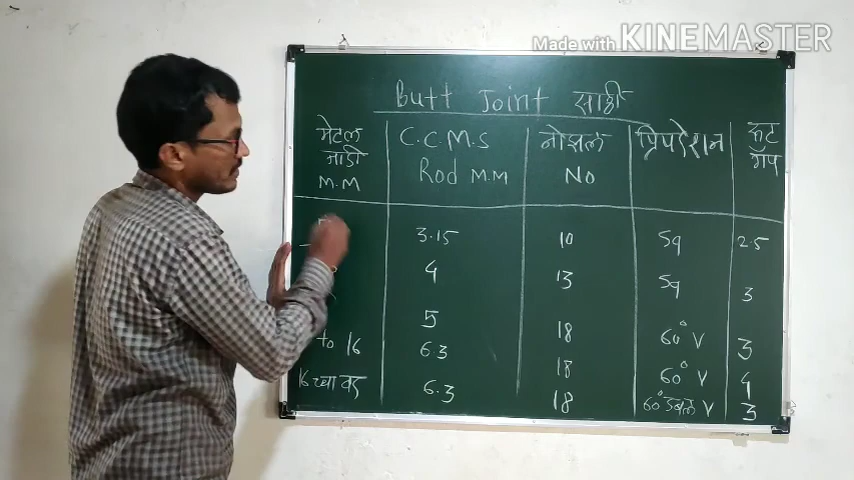 Made with KINEMASTER
Butt Joint साठी
मेटल जाडी M.M | C.C.M.S Rod M.M | नोझल No | प्रिपरेशन | रूट गॅप
3.15 | 10 | Sq | 2.5
4 | 13 | Sq | 3
5 | 18 | 60° V | 3
to 16 | 6.3 | 18 | 60° V | 4
16 च्या वर | 6.3 | 18 | 60° डबल V | 3